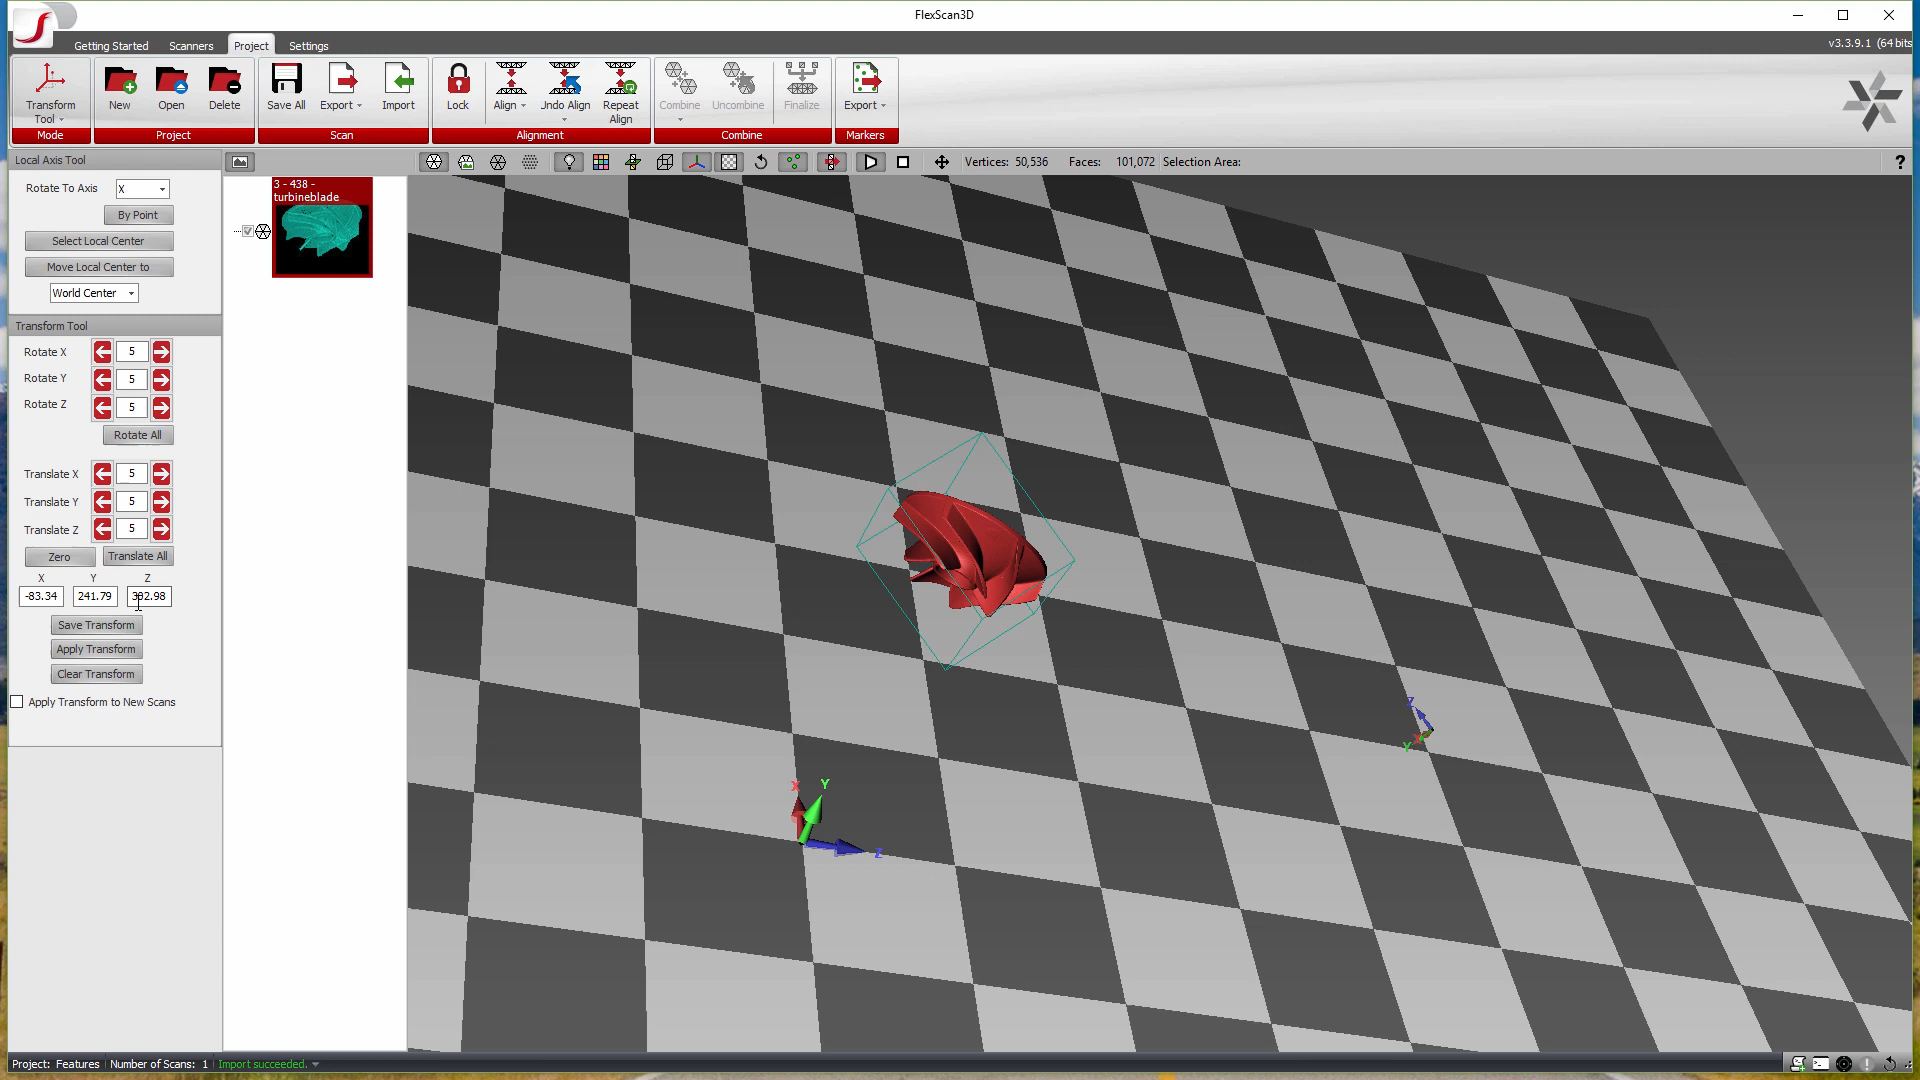 FlexScan3D
Getting Started Scanners Project Settings
v3.3.9.1 (64 bits
Transform Tool New Open Delete Save All Export Import Lock Align Undo Align Repeat Align Combine Uncombine Finalize Export
Mode Project Scan Alignment Combine Markers
Local Axis Tool
Vertices: 50,536 Faces: 101,072 Selection Area: ?
Rotate To Axis X
By Point
Select Local Center
Move Local Center to
World Center
3 - 438 -
turbineblade
Transform Tool
Rotate X 5
Rotate Y 5
Rotate Z 5
Rotate All
Translate X 5
Translate Y 5
Translate Z 5
Zero Translate All
X Y Z
-83.34 241.79 302.98
Save Transform
Apply Transform
Clear Transform
Apply Transform to New Scans
Z
Y X
X Y
Z
Project: Features Number of Scans: 1 Import succeeded.